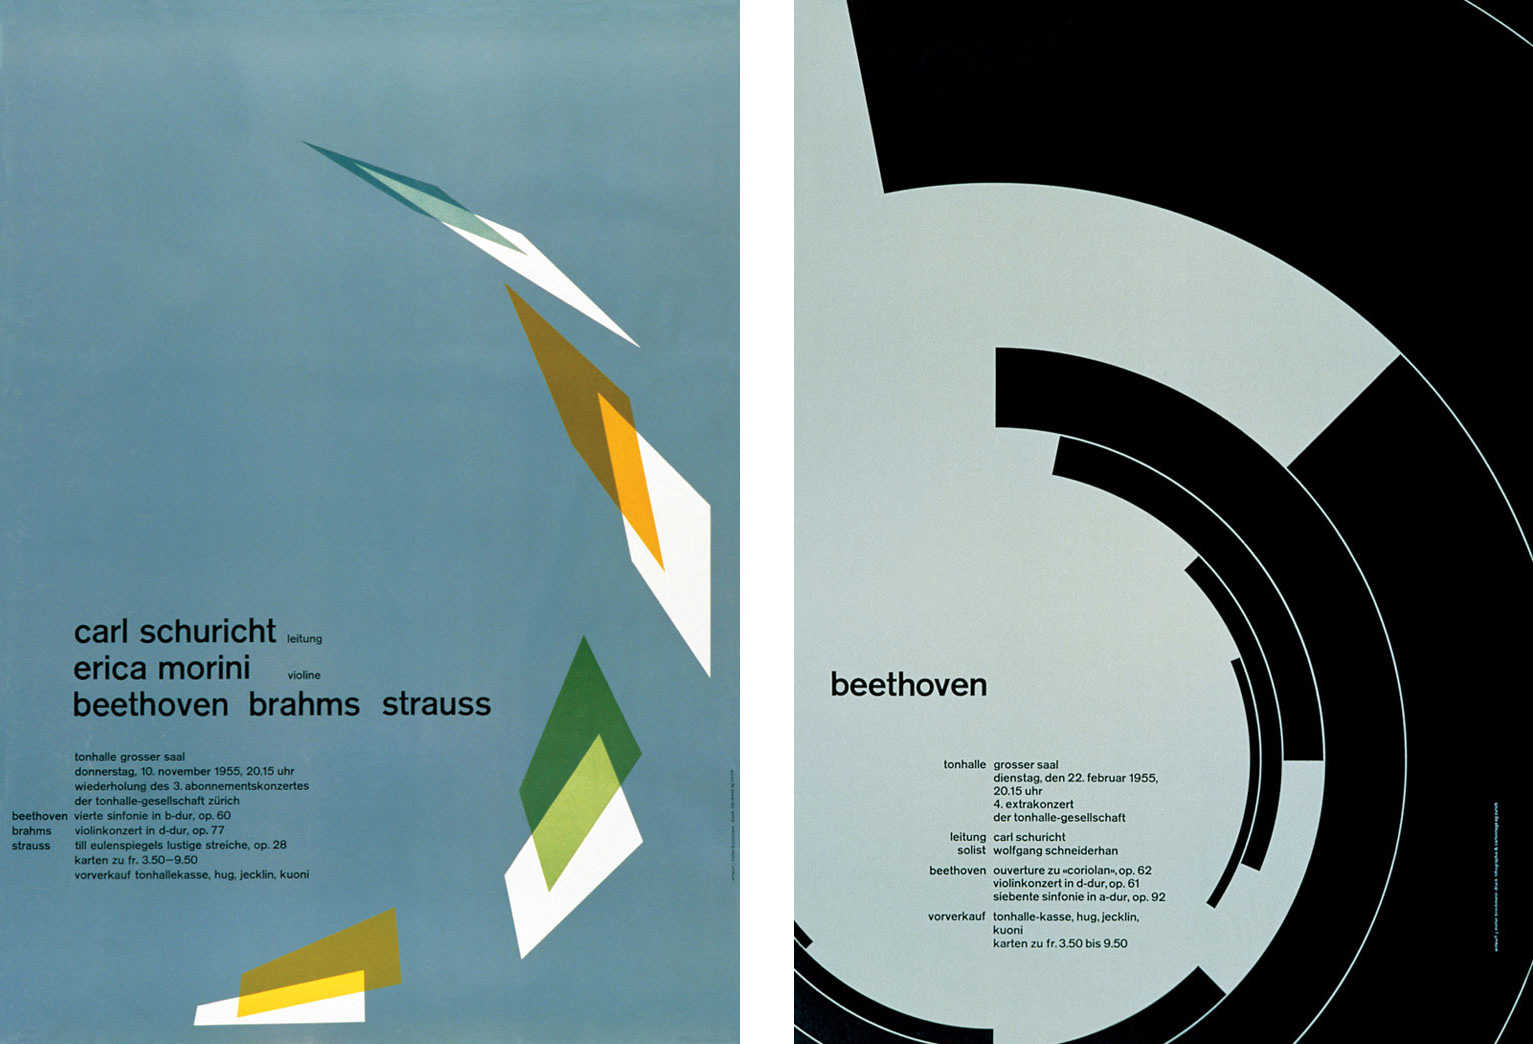 carl schuricht leitung
erica morini violine
beethoven brahms strauss
tonhalle grosser saal
donnerstag, 10. november 1955, 20.15 uhr
wiederholung des 3. abonnementskonzertes
der tonhalle-gesellschaft zürich
beethoven vierte sinfonie in b-dur, op. 60
brahms violinkonzert in d-dur, op. 77
strauss till eulenspiegels lustige streiche, op. 28
karten zu fr. 3.50–9.50
vorverkauf tonhallekasse, hug, jecklin, kuoni
beethoven
tonhalle grosser saal
dienstag, den 22. februar 1955,
20.15 uhr
4. extrakonzert
der tonhalle-gesellschaft
leitung carl schuricht
solist wolfgang schneiderhan
beethoven ouverture zu «coriolan», op. 62
violinkonzert in d-dur, op. 61
siebente sinfonie in a-dur, op. 92
vorverkauf tonhalle-kasse, hug, jecklin,
kuoni
karten zu fr. 3.50 bis 9.50